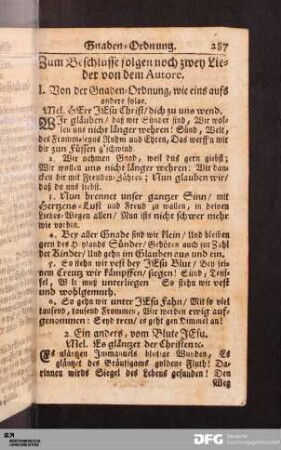 Gnaden-Ordnung. 287
Zum Beschlusse folgen noch zwey Lie-
der von dem Autore.
I. Von der Gnaden-Ordnung, wie eins aufs
andere folge.
Mel. HErr JEsu Christ/ dich zu uns wend.
WIr glauben/ daß wir Sünder sind, Wir wol-
len uns nicht länger wehren: Sünd, Welt,
des Frommseyns Ruhm und Ehren, Das werff'n wir
dir zun Füssen g'schwind.
2. Wir nehmen Gnad, weil dus gern giebst;
Wir wollen uns nicht länger wehren: Wir dan-
ken dir mit Freuden-Zähren; Nun glauben wir/
daß du uns liebst.
3. Nun brennet unser ganzer Sinn/ mit
Hertzens-Lust und Freud zu wallen, in deinen
Liebes-Wegen allen/ Nun ists nicht schwer mehr
wie vorhin.
4. Bey aller Gnade sind wir klein/ Und bleiben
gern des Heylands Sünder/ Gehören auch zur Zahl
der Kinder/ Und gehn im Glauben aus und ein.
5. So stehn wir vest bey JEsu Blut/ Bey sei-
nem Creutz wir kämpffen/ siegen! Sünd, Teufs-
el, Welt muß unterliegen So stehn wir vest
und wohlgemuth.
6. So gehn wir unter JEsu Fahn/ Mit so viel
tausend, tausend Frommen, Wir werden ewig auf-
genommen: Seyd treu/ es geht gen Himmel an!
2. Ein anders, vom Blute JEsu.
Mel. Es glänzet der Christen ꝛc.
Es gläntzen Immanuels blutige Wunden, Es
gläntzet des Bräutigams goldene Fluth! Da-
rinnen wirds Siegel des Lebens gefunden! Den
Weg
DFG